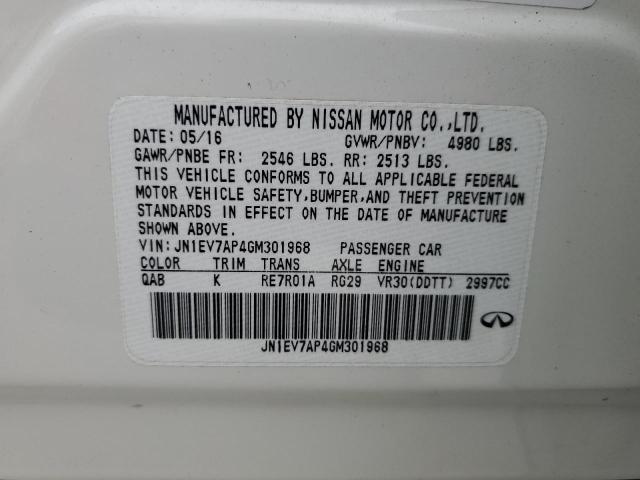 MANUFACTURED BY NISSAN MOTOR CO.,LTD.
DATE: 05/16 GVWR/PNBV: 4980 LBS.
GAWR/PNBE FR: 2546 LBS. RR: 2513 LBS.
THIS VEHICLE CONFORMS TO ALL APPLICABLE FEDERAL
MOTOR VEHICLE SAFETY,BUMPER,AND THEFT PREVENTION
STANDARDS IN EFFECT ON THE DATE OF MANUFACTURE
SHOWN ABOVE.
VIN: JN1EV7AP4GM301968 PASSENGER CAR
COLOR TRIM TRANS AXLE ENGINE
QAB K RE7R01A RG29 VR30(DDTT) 2997CC
JN1EV7AP4GM301968